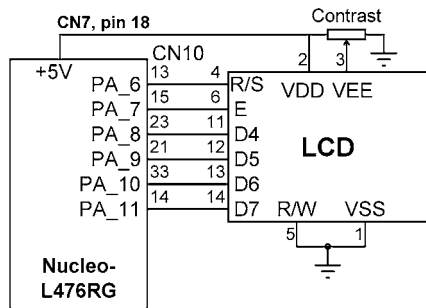 CN7, pin 18 Contrast
+5V CN10 2 3
PA_6 13 4 R/S VDD VEE
PA_7 15 6 E
PA_8 23 11 D4 LCD
PA_9 21 12 D5
PA_10 33 13 D6
PA_11 14 14 D7 R/W VSS
5 1
Nucleo-
L476RG